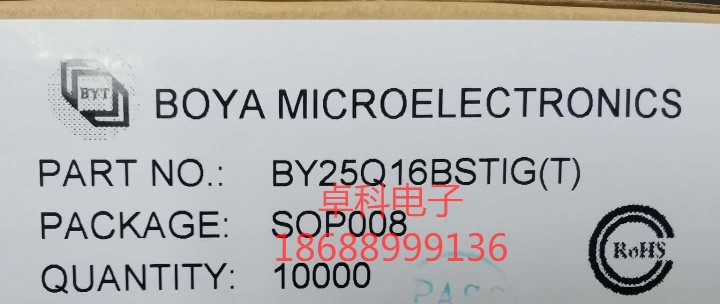 BYT
BOYA MICROELECTRONICS
PART NO.: BY25Q16BSTIG(T)
卓科电子
PACKAGE: SOP008
18688999136
RoHS
QUANTITY: 10000